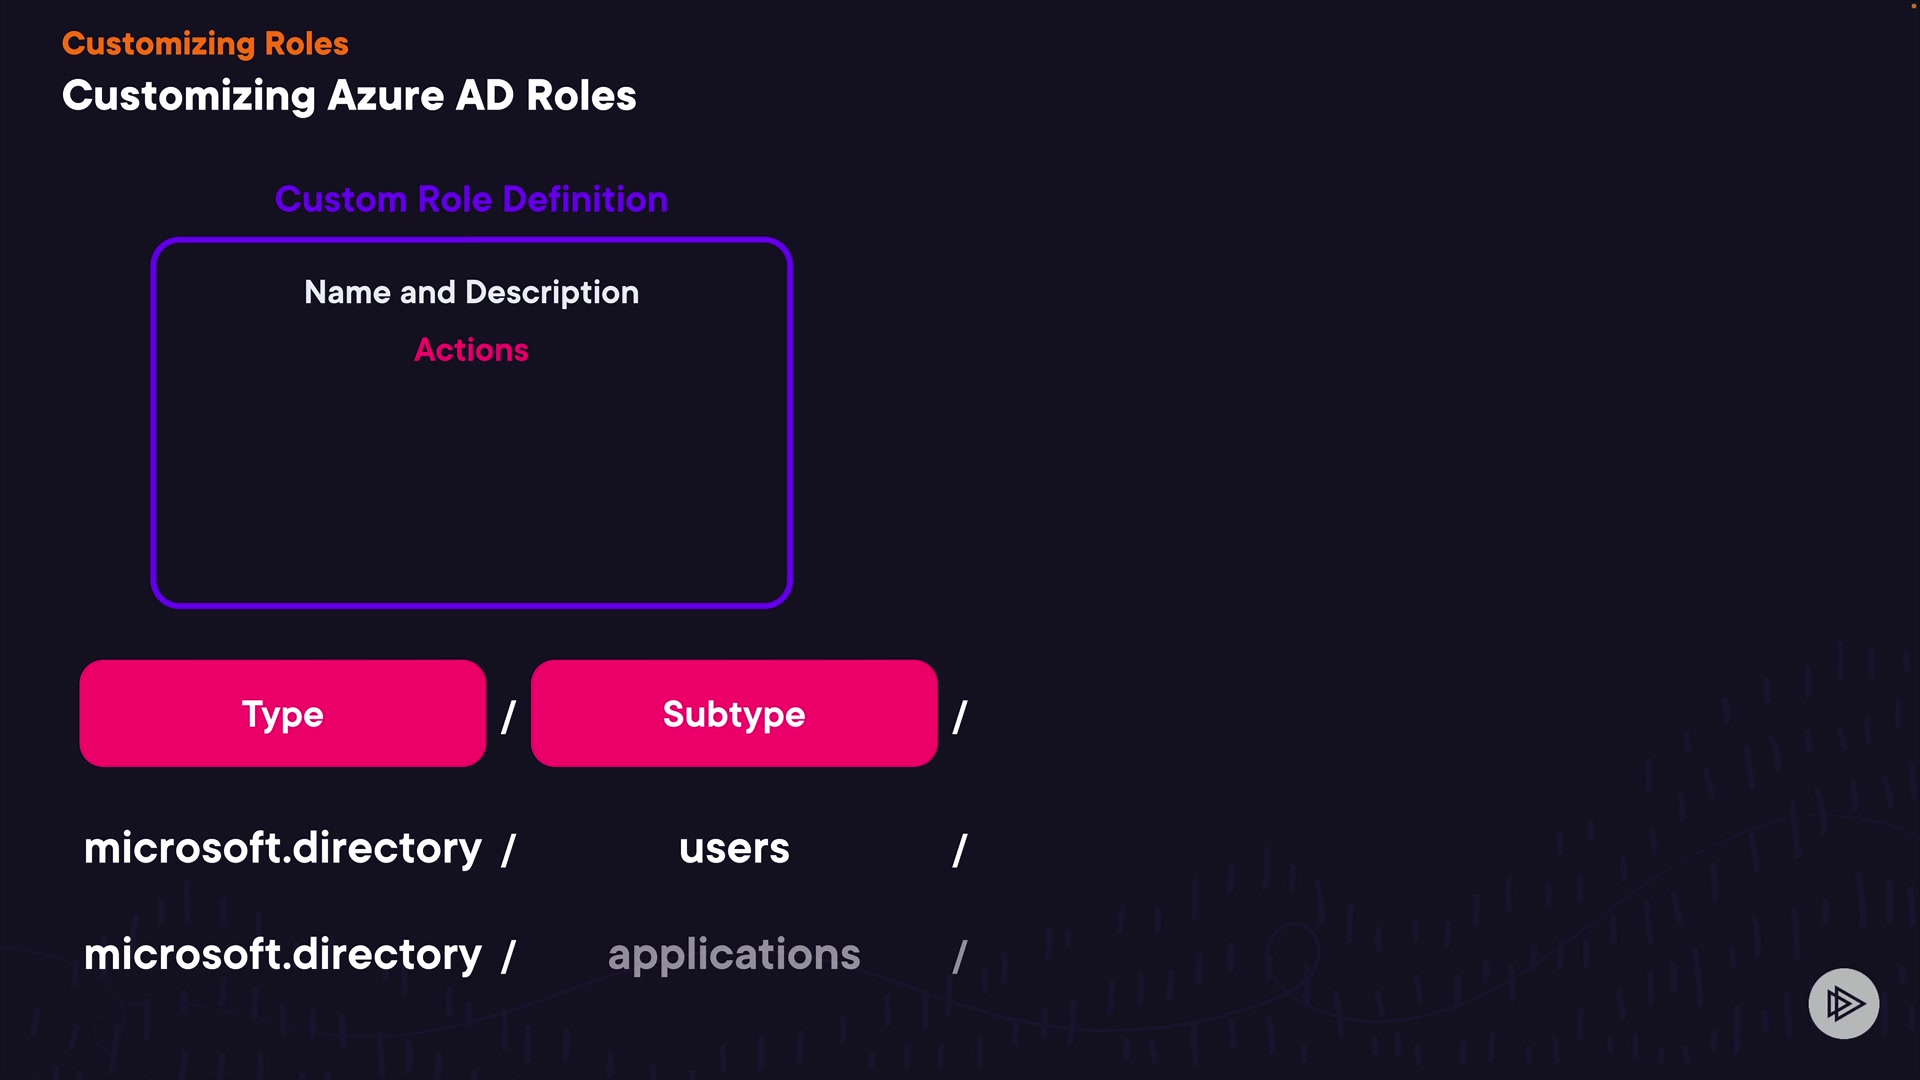 Customizing Roles
Customizing Azure AD Roles
Custom Role Definition
Name and Description
Actions
Type / Subtype /
microsoft.directory / users /
microsoft.directory / applications /